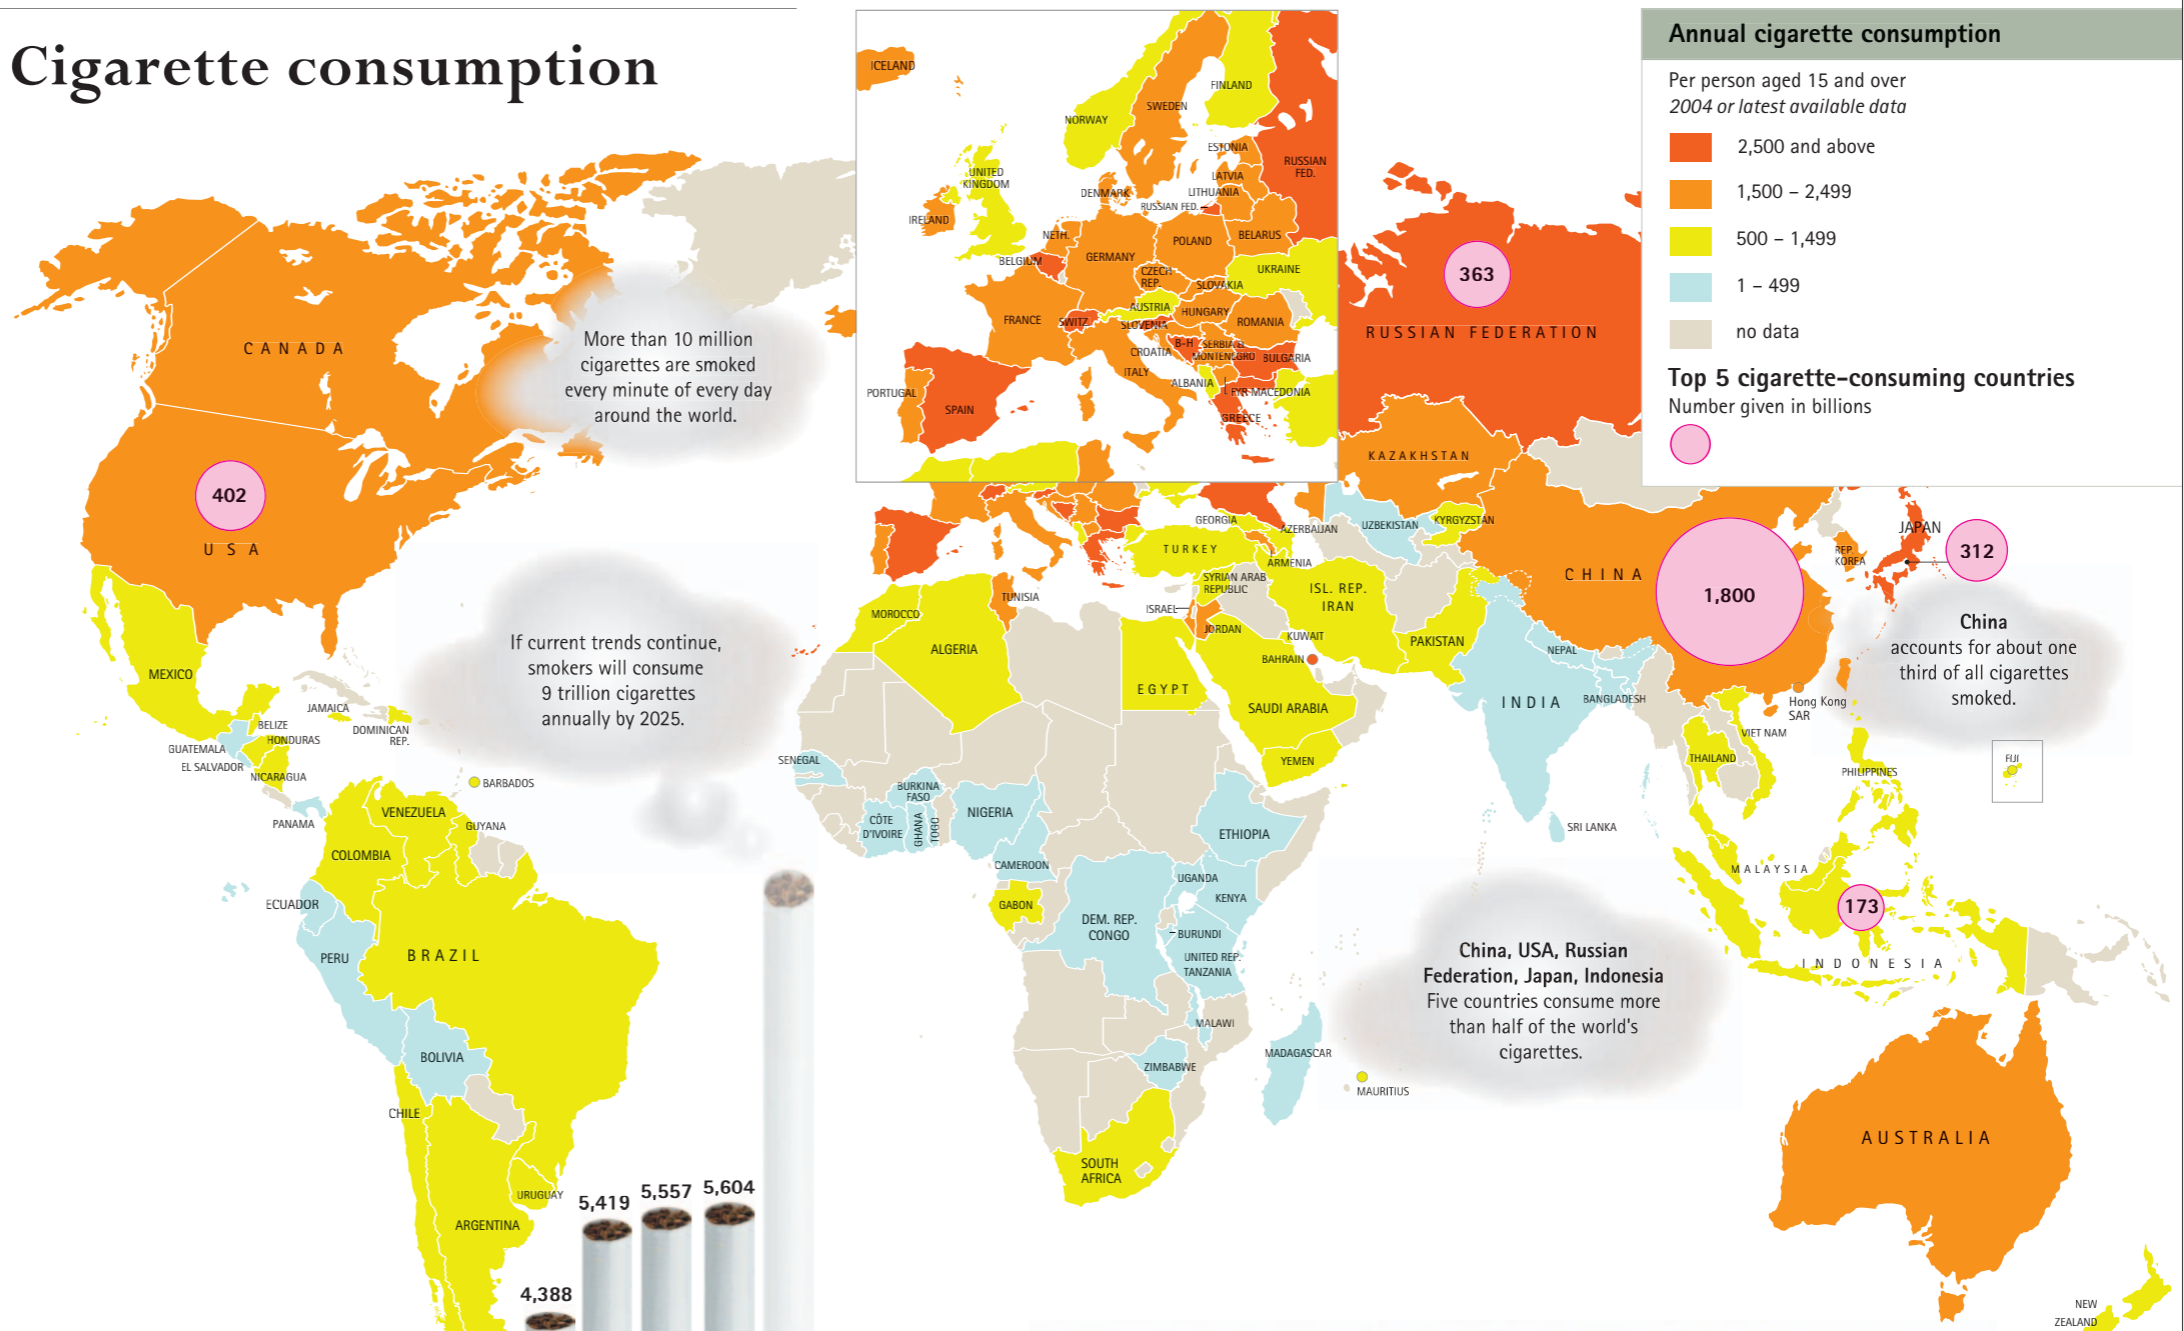 Cigarette consumption
Annual cigarette consumption
Per person aged 15 and over
2004 or latest available data
2,500 and above
1,500 – 2,499
500 – 1,499
1 – 499
no data
Top 5 cigarette-consuming countries
Number given in billions
ICELAND
FINLAND
SWEDEN
NORWAY
ESTONIA
RUSSIAN
FED.
UNITED
KINGDOM
LATVIA
DENMARK
LITHUANIA
RUSSIAN FED.
IRELAND
NETH.
POLAND
BELARUS
BELGIUM
GERMANY
CZECH
REP.
UKRAINE
SLOVAKIA
AUSTRIA
HUNGARY
FRANCE
SWITZ.
SLOVENIA
ROMANIA
CROATIA
B-H
SERBIA &
MONTENEGRO
BULGARIA
ITALY
ALBANIA
FYR MACEDONIA
PORTUGAL
SPAIN
GREECE
363
RUSSIAN FEDERATION
CANADA
More than 10 million
cigarettes are smoked
every minute of every day
around the world.
402
USA
KAZAKHSTAN
GEORGIA
AZERBAIJAN
UZBEKISTAN
KYRGYZSTAN
TURKEY
ARMENIA
SYRIAN ARAB
REPUBLIC
ISL. REP.
IRAN
CHINA
1,800
REP.
KOREA
JAPAN
312
China
accounts for about one
third of all cigarettes
smoked.
TUNISIA
ISRAEL
MOROCCO
JORDAN
KUWAIT
PAKISTAN
ALGERIA
BAHRAIN
NEPAL
EGYPT
SAUDI ARABIA
INDIA
BANGLADESH
Hong Kong
SAR
VIET NAM
YEMEN
THAILAND
PHILIPPINES
FIJI
If current trends continue,
smokers will consume
9 trillion cigarettes
annually by 2025.
MEXICO
JAMAICA
BELIZE
HONDURAS
DOMINICAN
REP.
GUATEMALA
EL SALVADOR
NICARAGUA
BARBADOS
PANAMA
VENEZUELA
GUYANA
COLOMBIA
ECUADOR
PERU
BRAZIL
BOLIVIA
CHILE
URUGUAY
ARGENTINA
SENEGAL
BURKINA
FASO
CÔTE
D'IVOIRE
GHANA
TOGO
NIGERIA
CAMEROON
ETHIOPIA
GABON
UGANDA
KENYA
DEM. REP.
CONGO
BURUNDI
UNITED REP.
TANZANIA
MALAWI
ZIMBABWE
MADAGASCAR
MAURITIUS
SOUTH
AFRICA
SRI LANKA
MALAYSIA
173
INDONESIA
China, USA, Russian
Federation, Japan, Indonesia
Five countries consume more
than half of the world's
cigarettes.
AUSTRALIA
NEW
ZEALAND
4,388
5,419
5,557
5,604